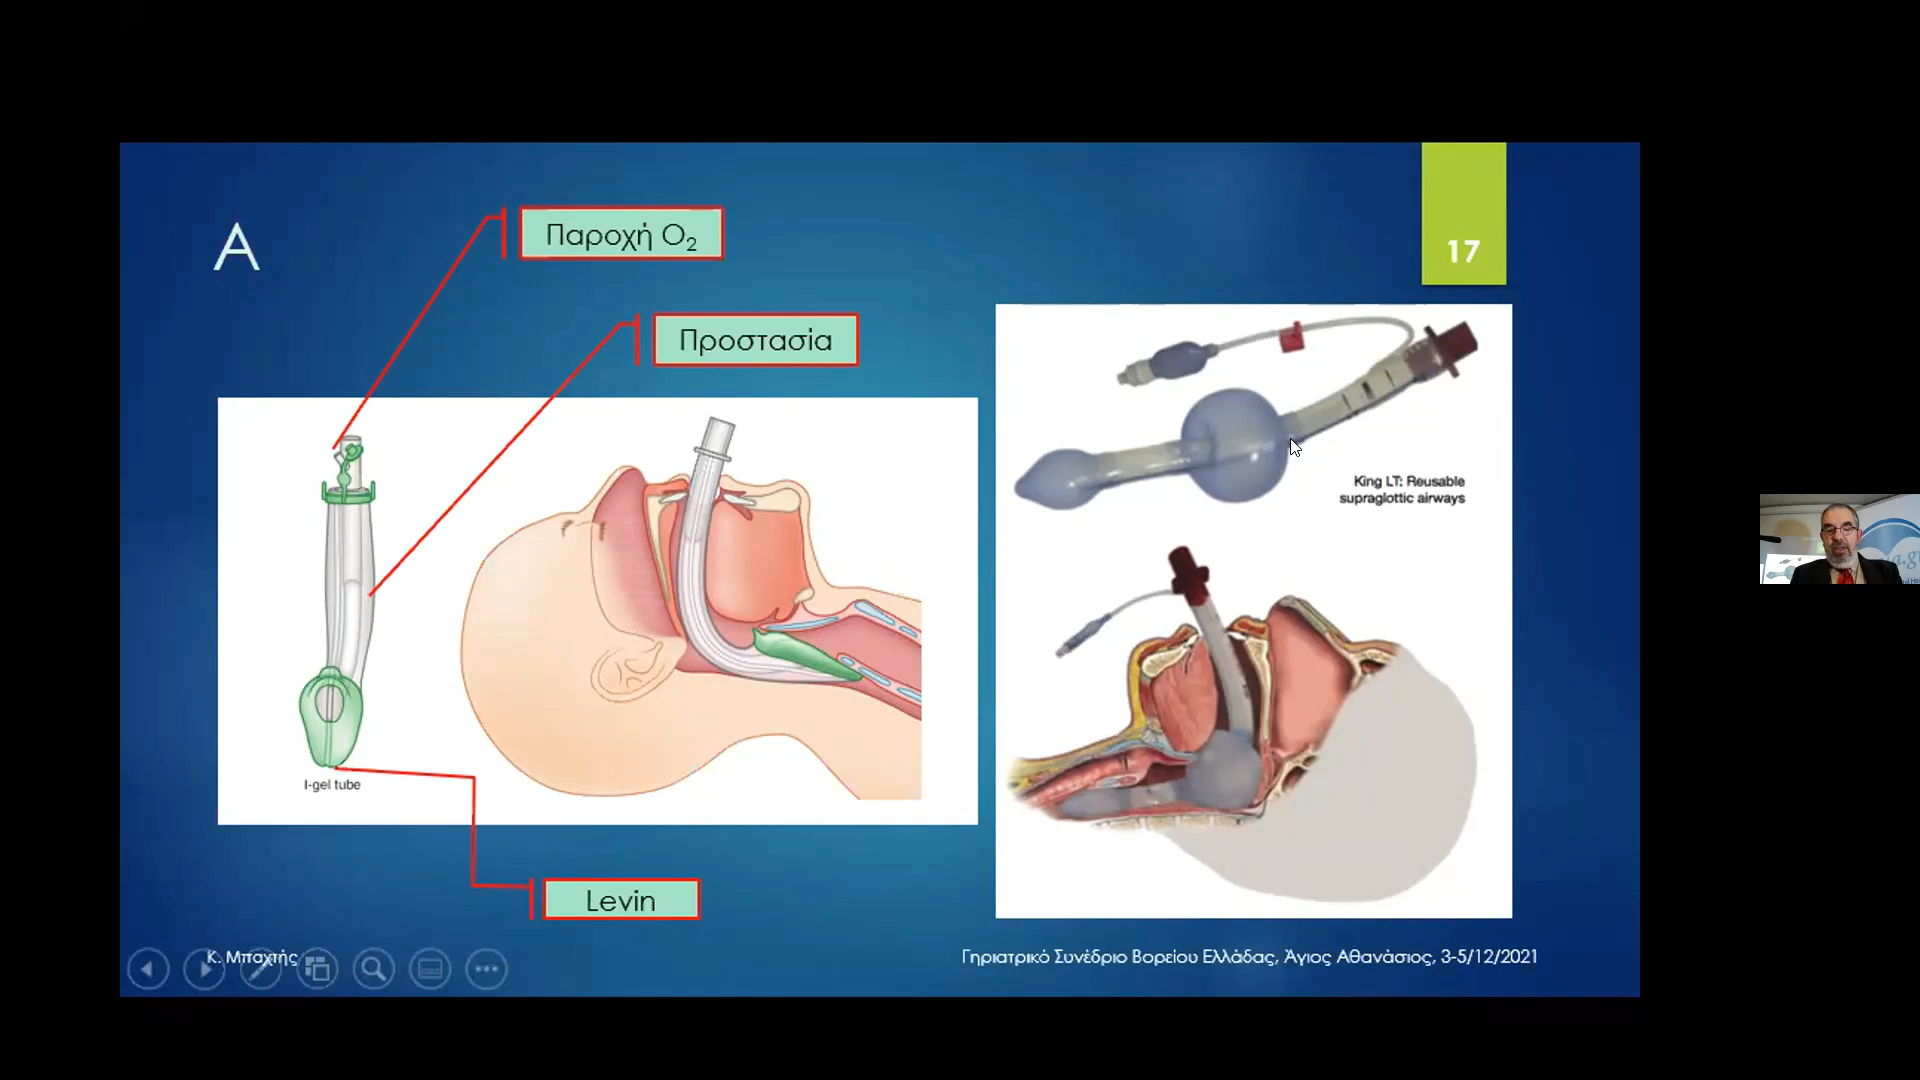 A
Παροχή O₂
17
Προστασία
King LT: Reusable
supraglottic airways
I-gel tube
Levin
Κ. Μπαχτής
Γηριατρικό Συνέδριο Βορείου Ελλάδας, Άγιος Αθανάσιος, 3-5/12/2021